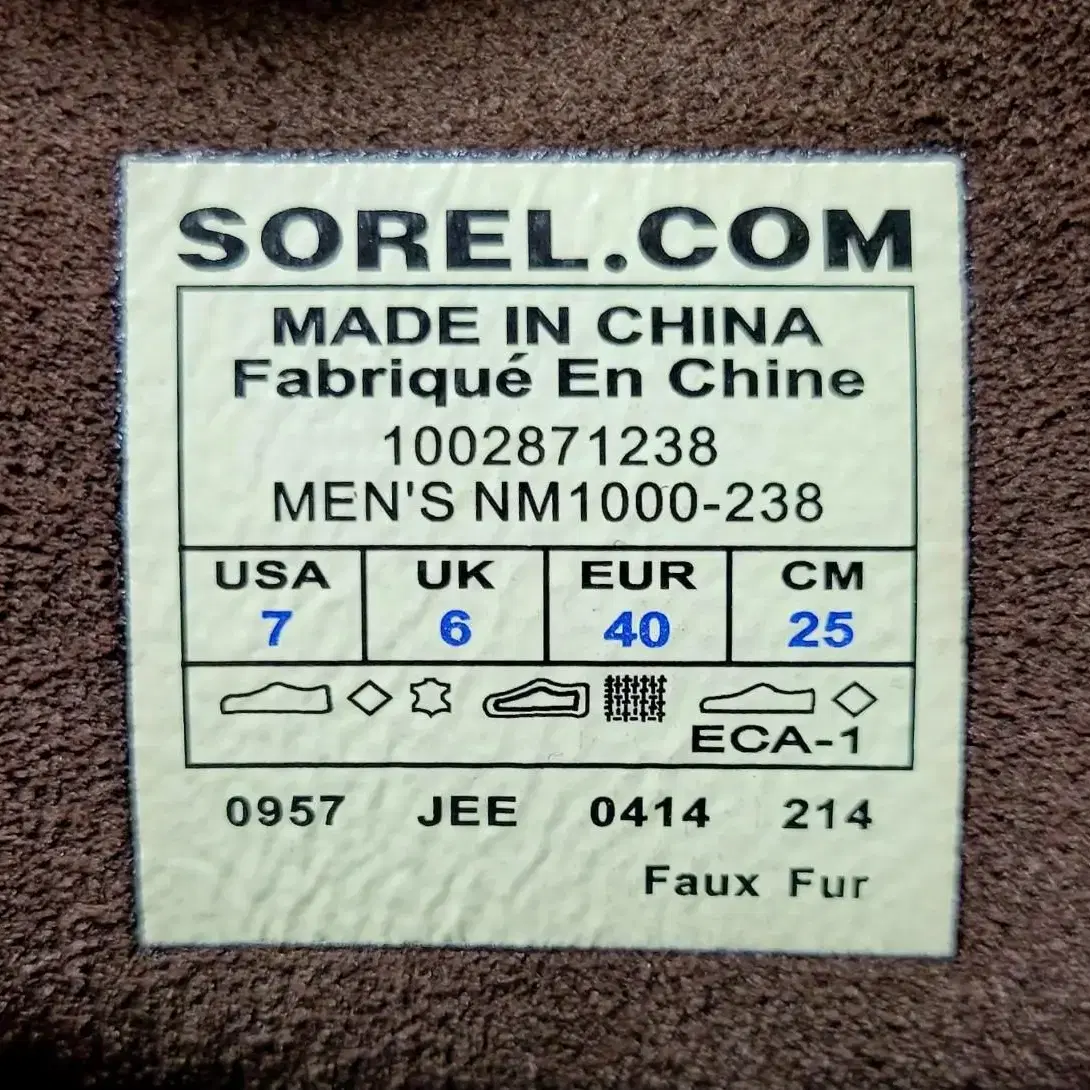 SOREL.COM
MADE IN CHINA
Fabriqué En Chine
1002871238
MEN'S NM1000-238
USA UK EUR CM
7 6 40 25
ECA-1
0957 JEE 0414 214
Faux Fur